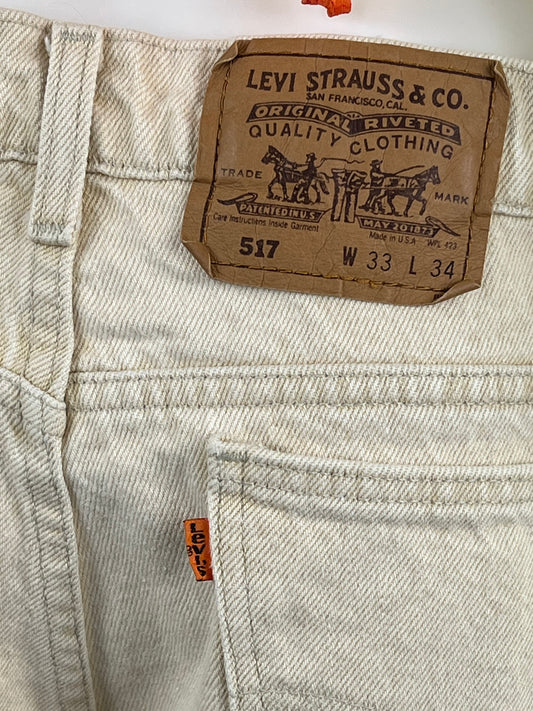 LEVI STRAUSS & CO.
SAN FRANCISCO, CAL.
ORIGINAL RIVETED
QUALITY CLOTHING
TRADE MARK
PATENTED IN U.S. MAY 20 1873
Care Instructions Inside Garment Made in U.S.A WPL 423
517 W 33 L 34
LEVI'S